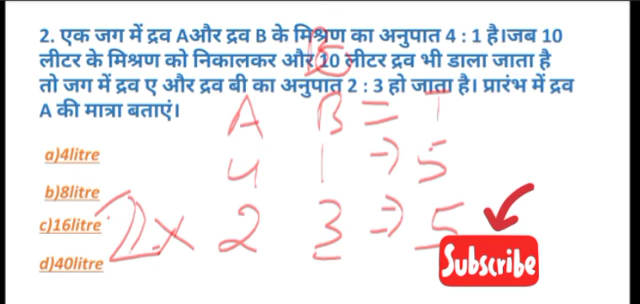 2. एक जग में द्रव Aऔर द्रव B के मिश्रण का अनुपात 4 : 1 है।जब 10
लीटर के मिश्रण को निकालकर और 10 लीटर द्रव भी डाला जाता है
तो जग में द्रव ए और द्रव बी का अनुपात 2 : 3 हो जाता है। प्रारंभ में द्रव
A की मात्रा बताएं।
A B = T
a)4litre
4 1 → 5
b)8litre
c)16litre
2x 2 3 → 5
Subscribe
d)40litre